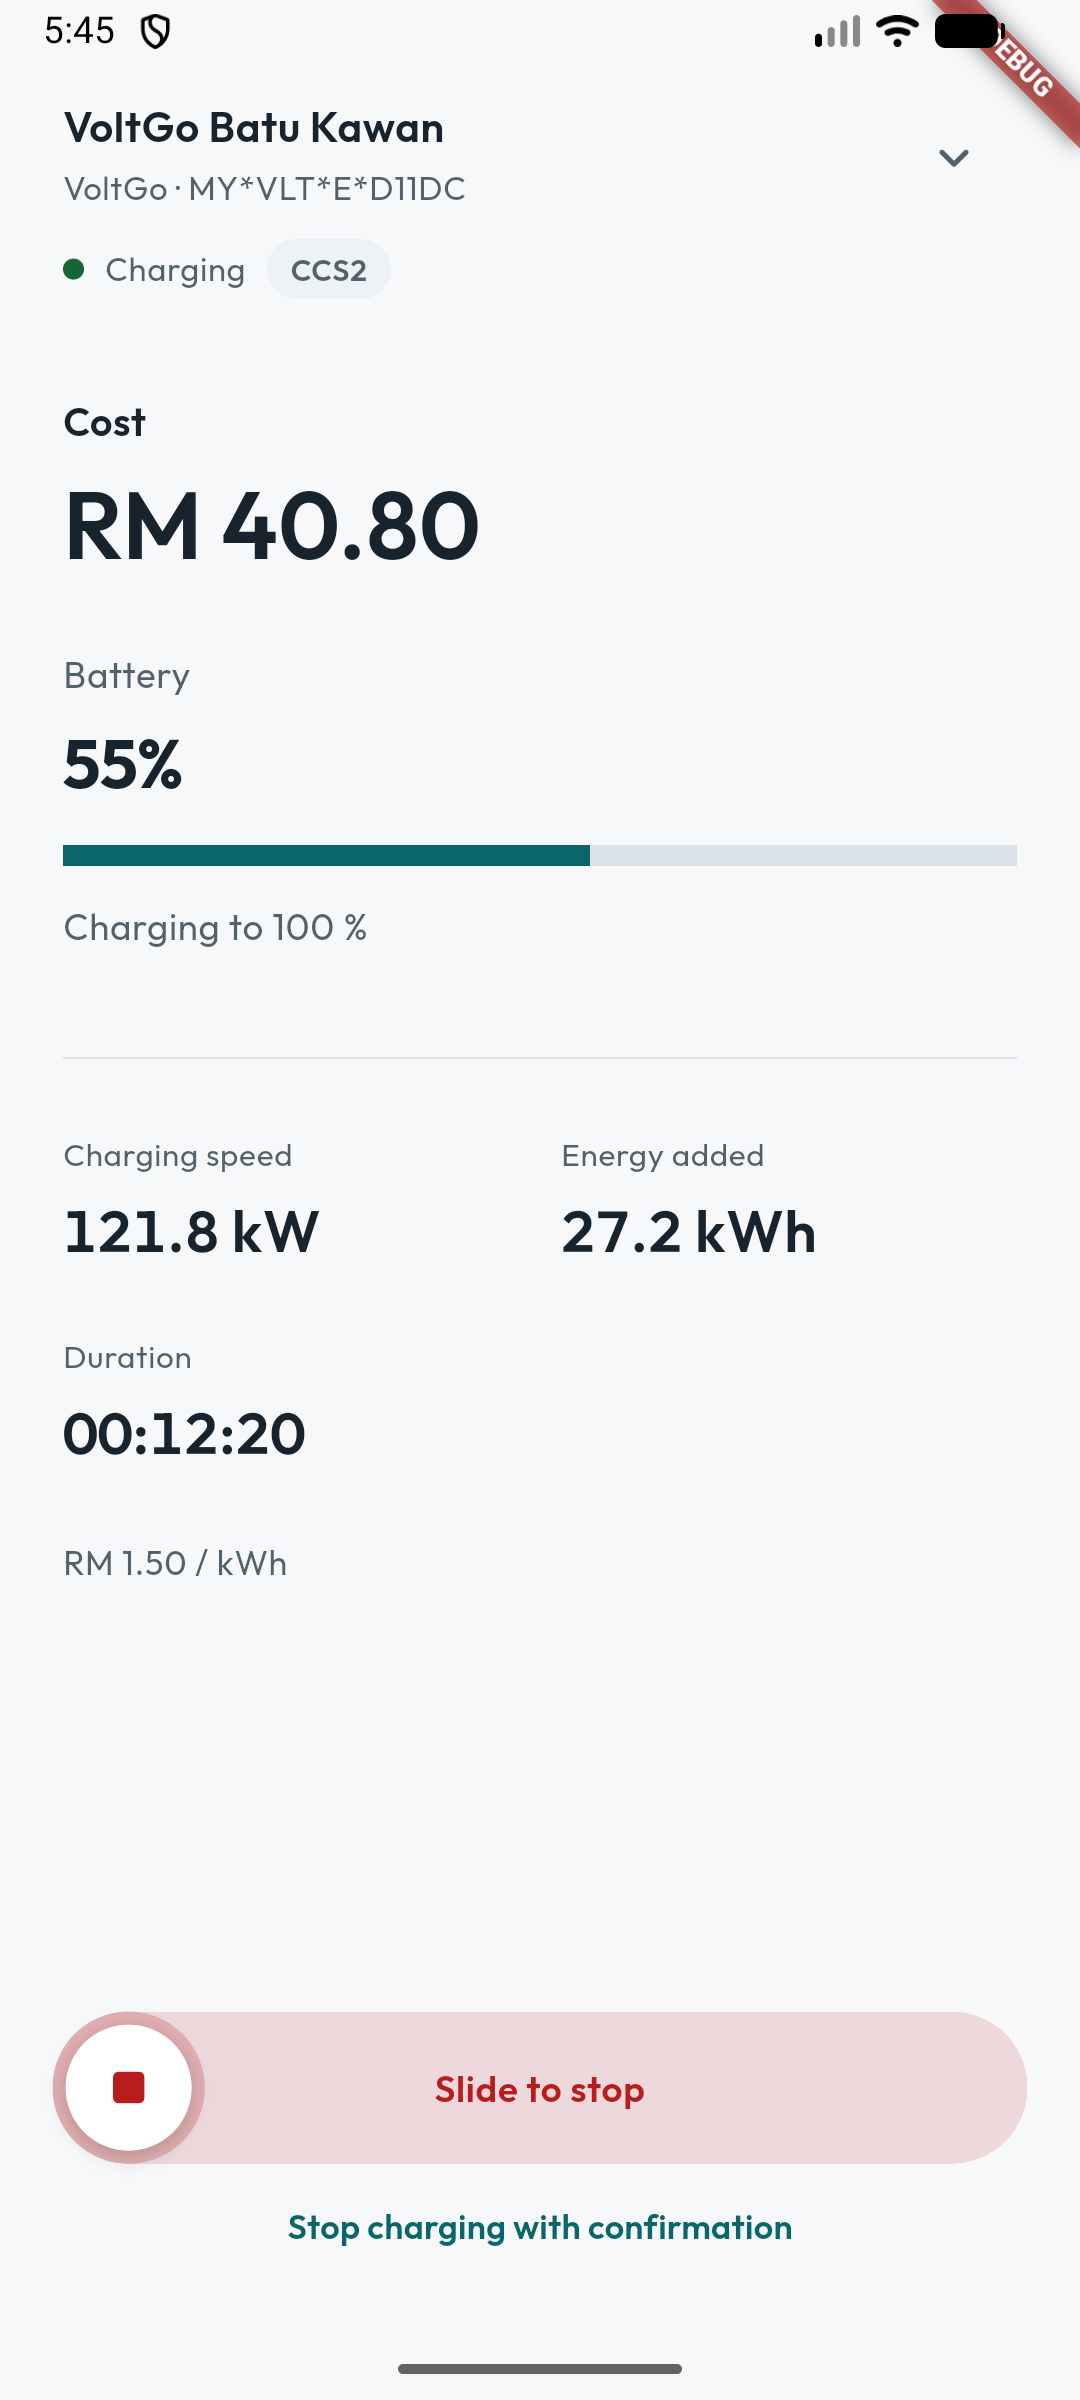 5:45
EBUG
VoltGo Batu Kawan
VoltGo · MY*VLT*E*D11DC
Charging
CCS2
Cost
RM 40.80
Battery
55%
Charging to 100 %
Charging speed
Energy added
121.8 kW
27.2 kWh
Duration
00:12:20
RM 1.50 / kWh
Slide to stop
Stop charging with confirmation